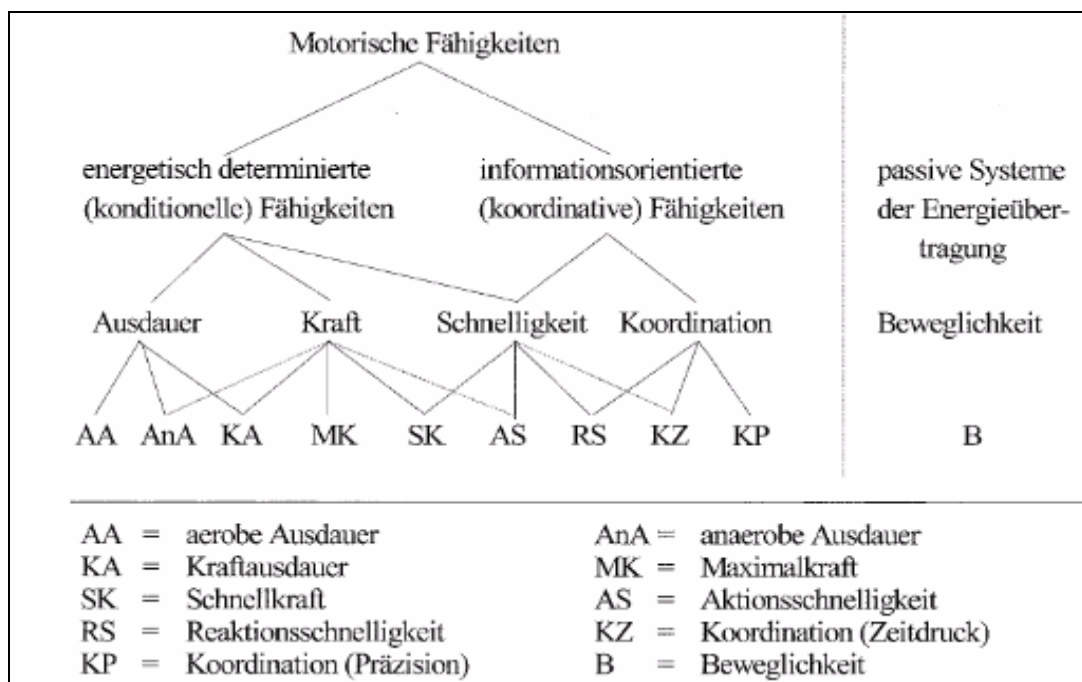 Motorische Fähigkeiten
energetisch determinierte
(konditionelle) Fähigkeiten
informationsorientierte
(koordinative) Fähigkeiten
passive Systeme
der Energieüber-
tragung
Ausdauer Kraft Schnelligkeit Koordination Beweglichkeit
AA AnA KA MK SK AS RS KZ KP B
AA = aerobe Ausdauer AnA = anaerobe Ausdauer
KA = Kraftausdauer MK = Maximalkraft
SK = Schnellkraft AS = Aktionsschnelligkeit
RS = Reaktionsschnelligkeit KZ = Koordination (Zeitdruck)
KP = Koordination (Präzision) B = Beweglichkeit